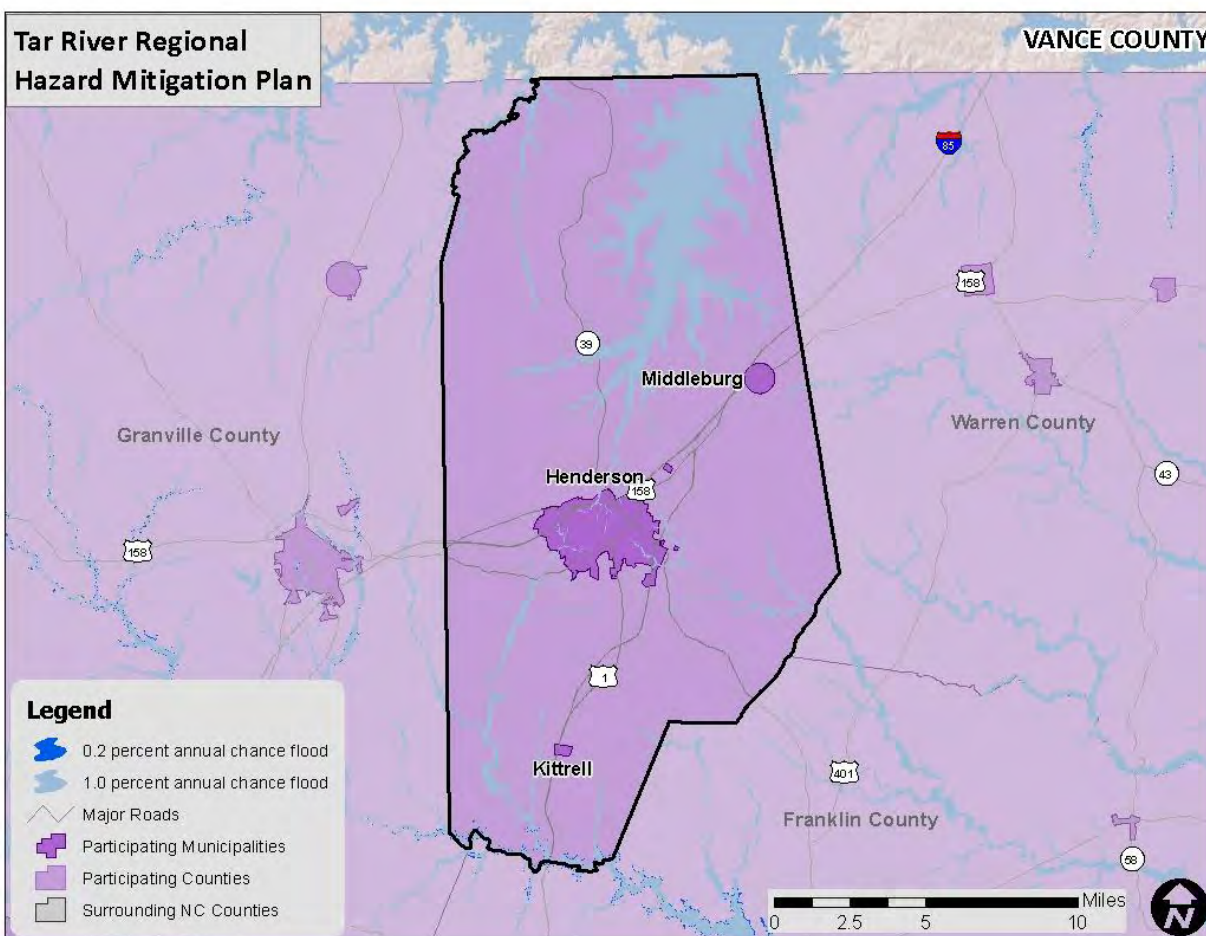 Tar River Regional
Hazard Mitigation Plan
VANCE COUNTY
85
158
39
Middleburg
Granville County
Warren County
43
Henderson
158
158
1
Kittrell
401
Franklin County
58
Legend
0.2 percent annual chance flood
1.0 percent annual chance flood
Major Roads
Participating Municipalities
Participating Counties
Surrounding NC Counties
Miles
0 2.5 5 10